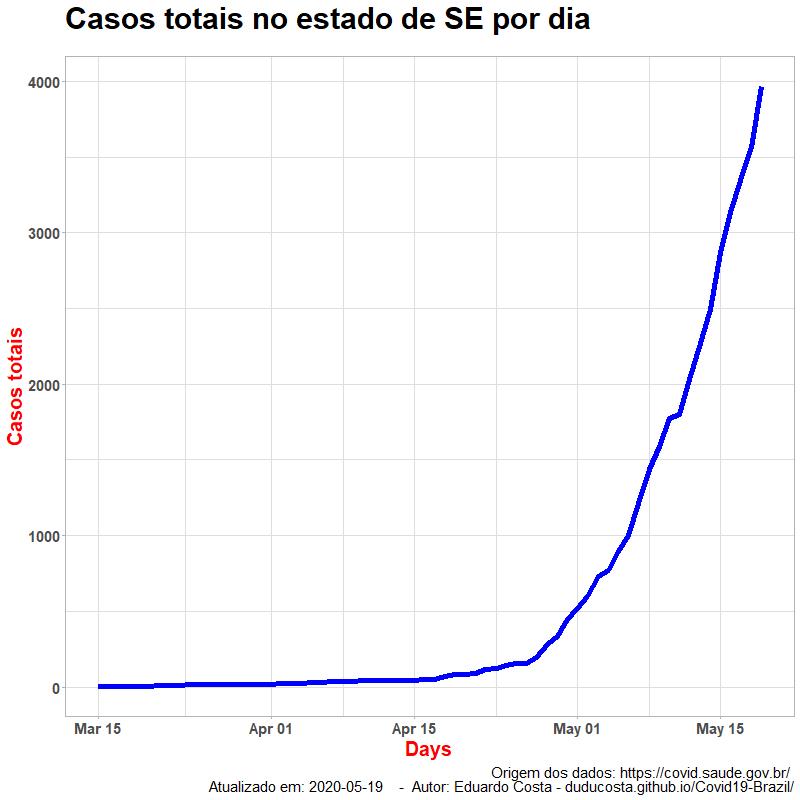 Casos totais no estado de SE por dia
4000
3000
2000
1000
0
Casos totais
Mar 15
Apr 01
Apr 15
May 01
May 15
Days
Origem dos dados: https://covid.saude.gov.br/
Atualizado em: 2020-05-19 - Autor: Eduardo Costa - duducosta.github.io/Covid19-Brazil/